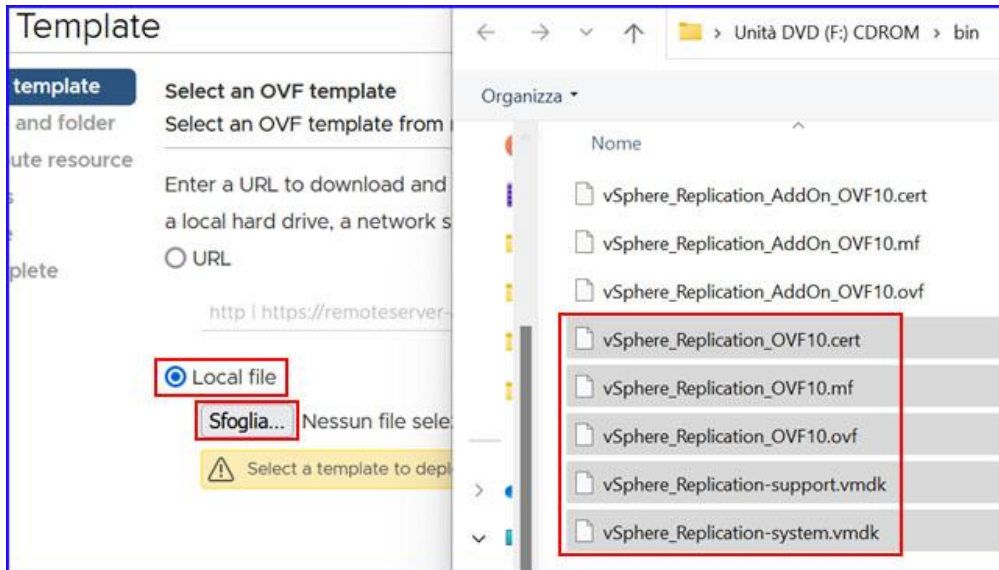 Template
template
and folder
ute resource
s
e
plete
Select an OVF template
Select an OVF template from
Enter a URL to download and
a local hard drive, a network s
URL
http | https://remoteserver-
Local file
Sfoglia... Nessun file sele
Select a template to depl
Unità DVD (F:) CDROM > bin
Organizza
Nome
vSphere_Replication_AddOn_OVF10.cert
vSphere_Replication_AddOn_OVF10.mf
vSphere_Replication_AddOn_OVF10.ovf
vSphere_Replication_OVF10.cert
vSphere_Replication_OVF10.mf
vSphere_Replication_OVF10.ovf
vSphere_Replication-support.vmdk
vSphere_Replication-system.vmdk